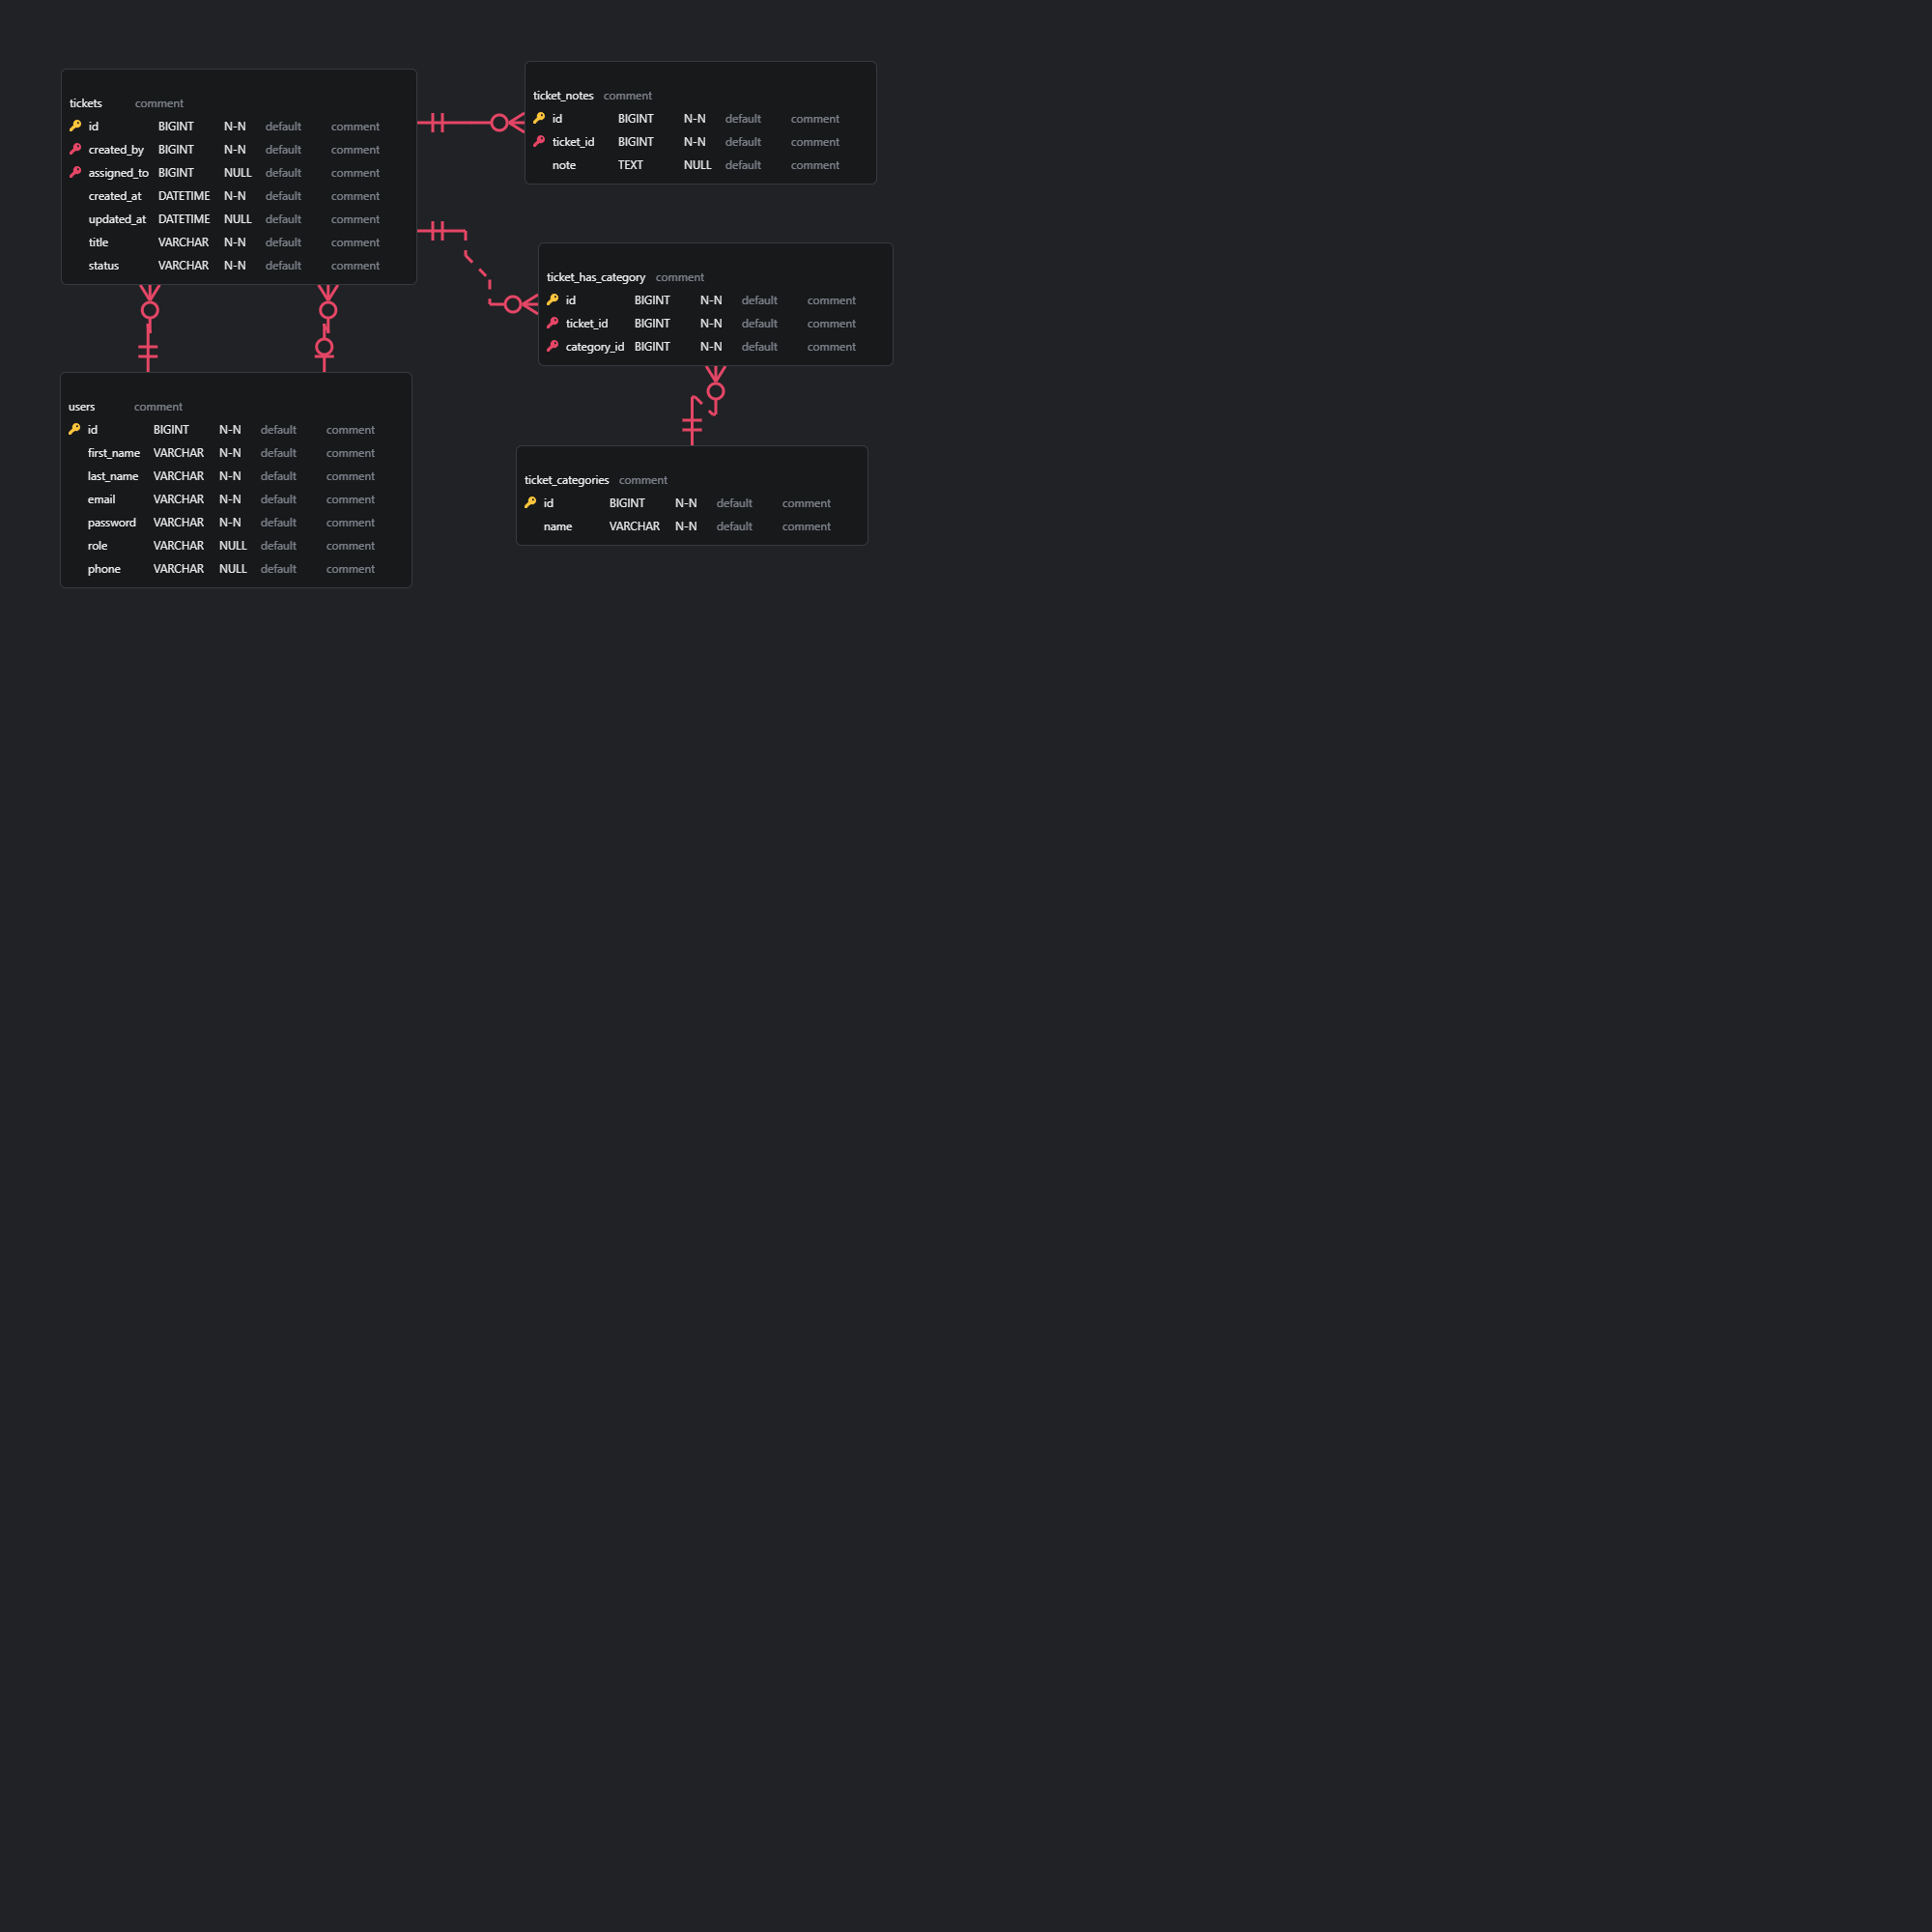 tickets comment
id BIGINT N-N default comment
created_by BIGINT N-N default comment
assigned_to BIGINT NULL default comment
created_at DATETIME N-N default comment
updated_at DATETIME NULL default comment
title VARCHAR N-N default comment
status VARCHAR N-N default comment
ticket_notes comment
id BIGINT N-N default comment
ticket_id BIGINT N-N default comment
note TEXT NULL default comment
ticket_has_category comment
id BIGINT N-N default comment
ticket_id BIGINT N-N default comment
category_id BIGINT N-N default comment
users comment
id BIGINT N-N default comment
first_name VARCHAR N-N default comment
last_name VARCHAR N-N default comment
email VARCHAR N-N default comment
password VARCHAR N-N default comment
role VARCHAR NULL default comment
phone VARCHAR NULL default comment
ticket_categories comment
id BIGINT N-N default comment
name VARCHAR N-N default comment